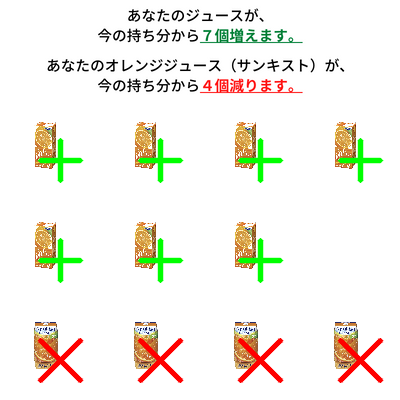 あなたのジュースが、
今の持ち分から７個増えます。
あなたのオレンジジュース（サンキスト）が、
今の持ち分から４個減ります。